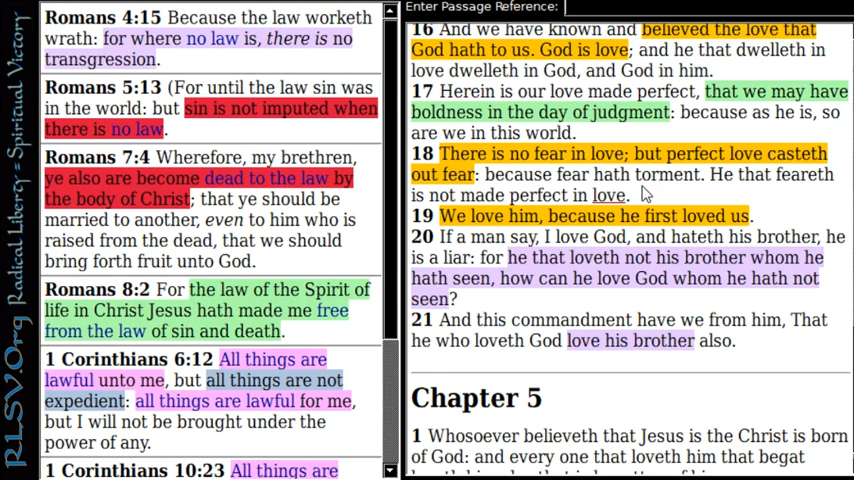 RLSV.Org Radical Liberty = Spiritual Victory
Romans 4:15 Because the law worketh
wrath: for where no law is, there is no
transgression.
Romans 5:13 (For until the law sin was
in the world: but sin is not imputed when
there is no law.
Romans 7:4 Wherefore, my brethren,
ye also are become dead to the law by
the body of Christ; that ye should be
married to another, even to him who is
raised from the dead, that we should
bring forth fruit unto God.
Romans 8:2 For the law of the Spirit of
life in Christ Jesus hath made me free
from the law of sin and death.
1 Corinthians 6:12 All things are
lawful unto me, but all things are not
expedient: all things are lawful for me,
but I will not be brought under the
power of any.
1 Corinthians 10:23 All things are
Enter Passage Reference:
16 And we have known and believed the love that
God hath to us. God is love; and he that dwelleth in
love dwelleth in God, and God in him.
17 Herein is our love made perfect, that we may have
boldness in the day of judgment: because as he is, so
are we in this world.
18 There is no fear in love; but perfect love casteth
out fear: because fear hath torment. He that feareth
is not made perfect in love.
19 We love him, because he first loved us.
20 If a man say, I love God, and hateth his brother, he
is a liar: for he that loveth not his brother whom he
hath seen, how can he love God whom he hath not
seen?
21 And this commandment have we from him, That
he who loveth God love his brother also.
Chapter 5
1 Whosoever believeth that Jesus is the Christ is born
of God: and every one that loveth him that begat